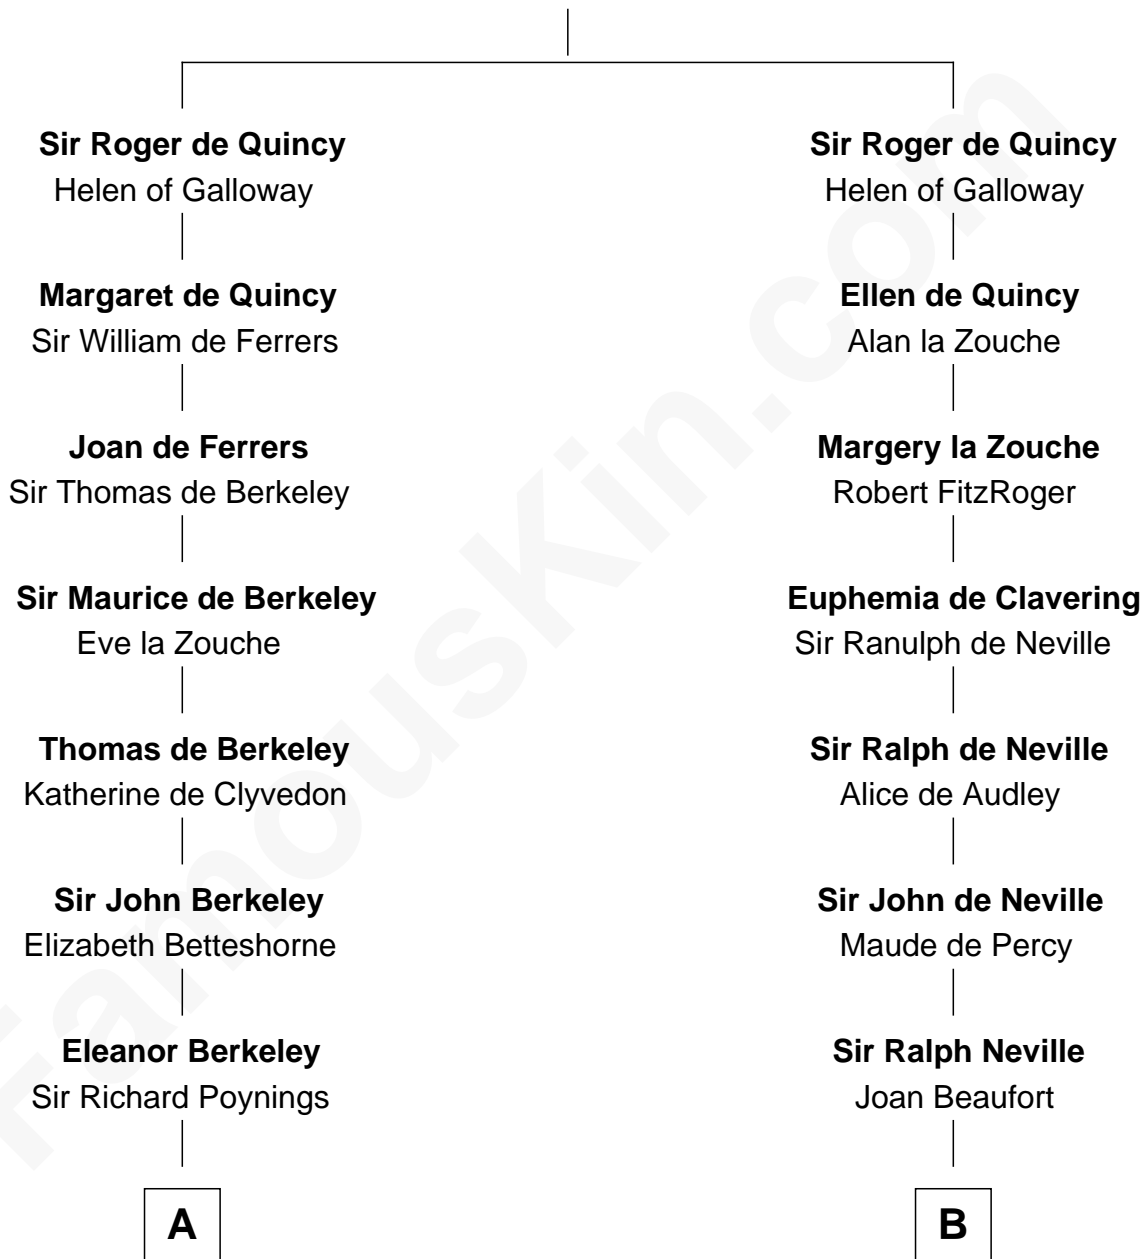 Sir Roger de Quincy
Helen of Galloway
Margaret de Quincy
Sir William de Ferrers
Joan de Ferrers
Sir Thomas de Berkeley
Sir Maurice de Berkeley
Eve la Zouche
Thomas de Berkeley
Katherine de Clyvedon
Sir John Berkeley
Elizabeth Betteshorne
Eleanor Berkeley
Sir Richard Poynings
A
Sir Roger de Quincy
Helen of Galloway
Ellen de Quincy
Alan la Zouche
Margery la Zouche
Robert FitzRoger
Euphemia de Clavering
Sir Ranulph de Neville
Sir Ralph de Neville
Alice de Audley
Sir John de Neville
Maude de Percy
Sir Ralph Neville
Joan Beaufort
B
FamousKin.com